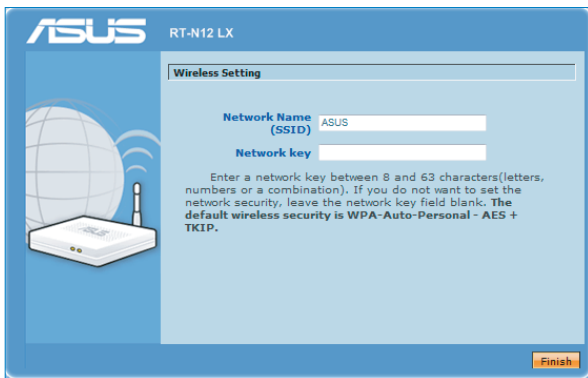 ASUS
RT-N12 LX
Wireless Setting
Network Name
(SSID)
ASUS
Network key
Enter a network key between 8 and 63 characters(letters,
numbers or a combination). If you do not want to set the
network security, leave the network key field blank. The
default wireless security is WPA-Auto-Personal - AES +
TKIP.
ASUS
Finish